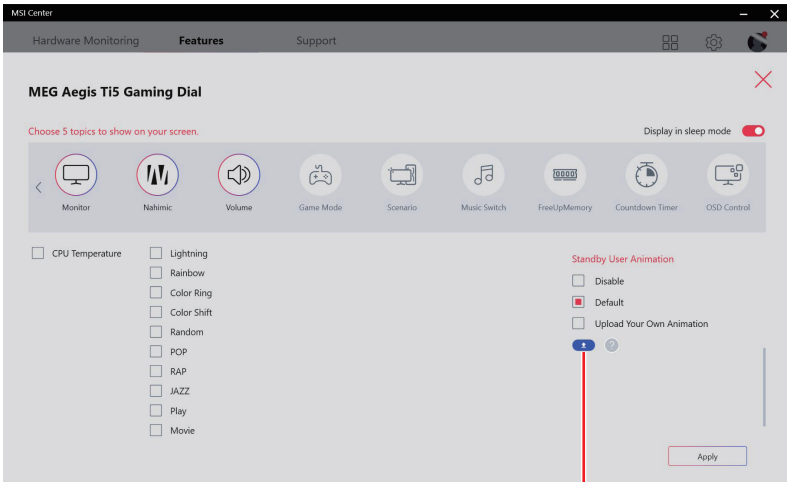 MSI Center
Hardware Monitoring Features Support
MEG Aegis Ti5 Gaming Dial
Choose 5 topics to show on your screen. Display in sleep mode
Monitor Nahimic Volume Game Mode Scenario Music Switch FreeUpMemory Countdown Timer OSD Control
CPU Temperature
Lightning
Rainbow
Color Ring
Color Shift
Random
POP
RAP
JAZZ
Play
Movie
Standby User Animation
Disable
Default
Upload Your Own Animation
?
Apply